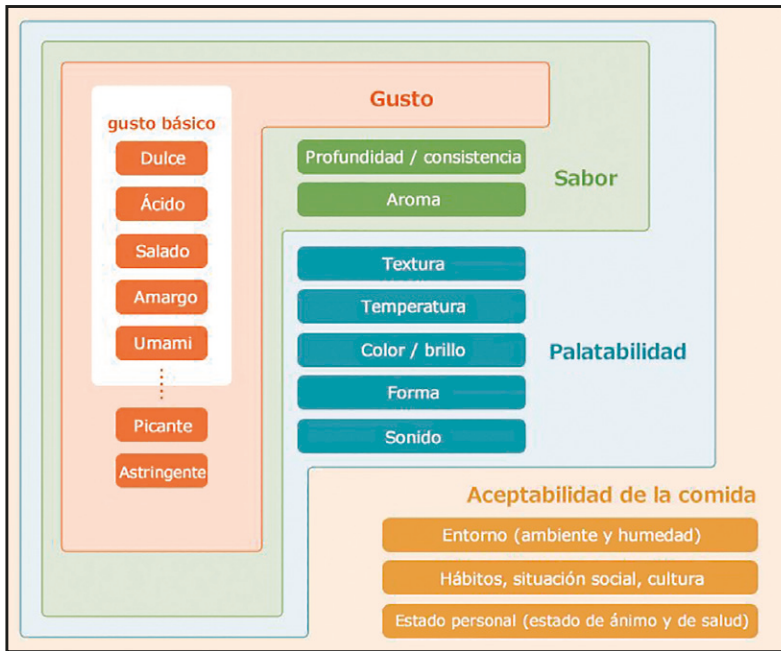 Gusto
gusto básico
Dulce
Ácido
Salado
Amargo
Umami
Picante
Astringente
Profundidad / consistencia
Aroma
Sabor
Textura
Temperatura
Color / brillo
Forma
Sonido
Palatabilidad
Aceptabilidad de la comida
Entorno (ambiente y humedad)
Hábitos, situación social, cultura
Estado personal (estado de ánimo y de salud)